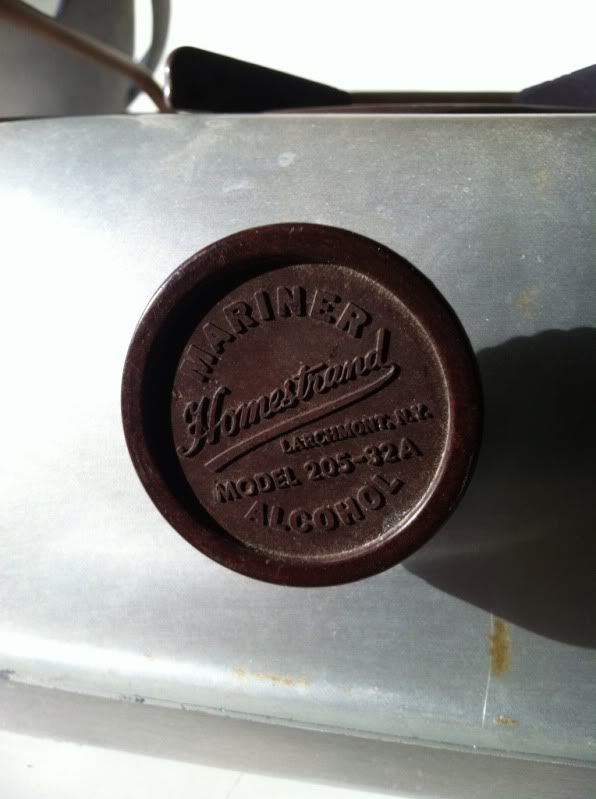 MARINER
Homestrand
LARCHMONT, N.Y.
MODEL 205-32A
ALCOHOL